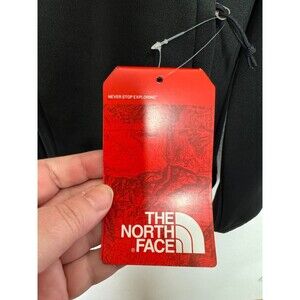 NEVER STOP EXPLORING
THE
NORTH
FACE